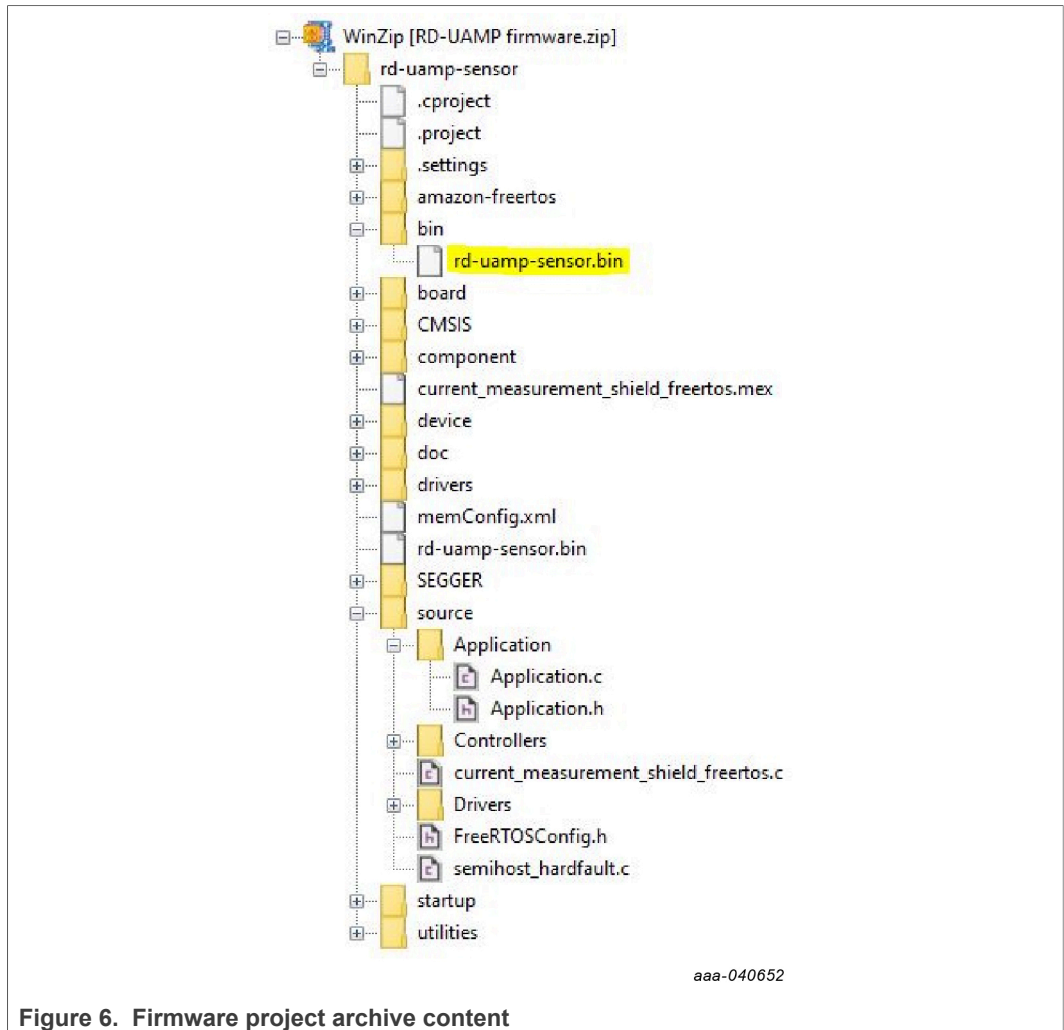 WinZip [RD-UAMP firmware.zip]
rd-uamp-sensor
.cproject
.project
.settings
amazon-freertos
bin
rd-uamp-sensor.bin
board
CMSIS
component
current_measurement_shield_freertos.mex
device
doc
drivers
memConfig.xml
rd-uamp-sensor.bin
SEGGER
source
Application
c Application.c
h Application.h
Controllers
c current_measurement_shield_freertos.c
Drivers
h FreeRTOSConfig.h
c semihost_hardfault.c
startup
utilities
aaa-040652
Figure 6. Firmware project archive content